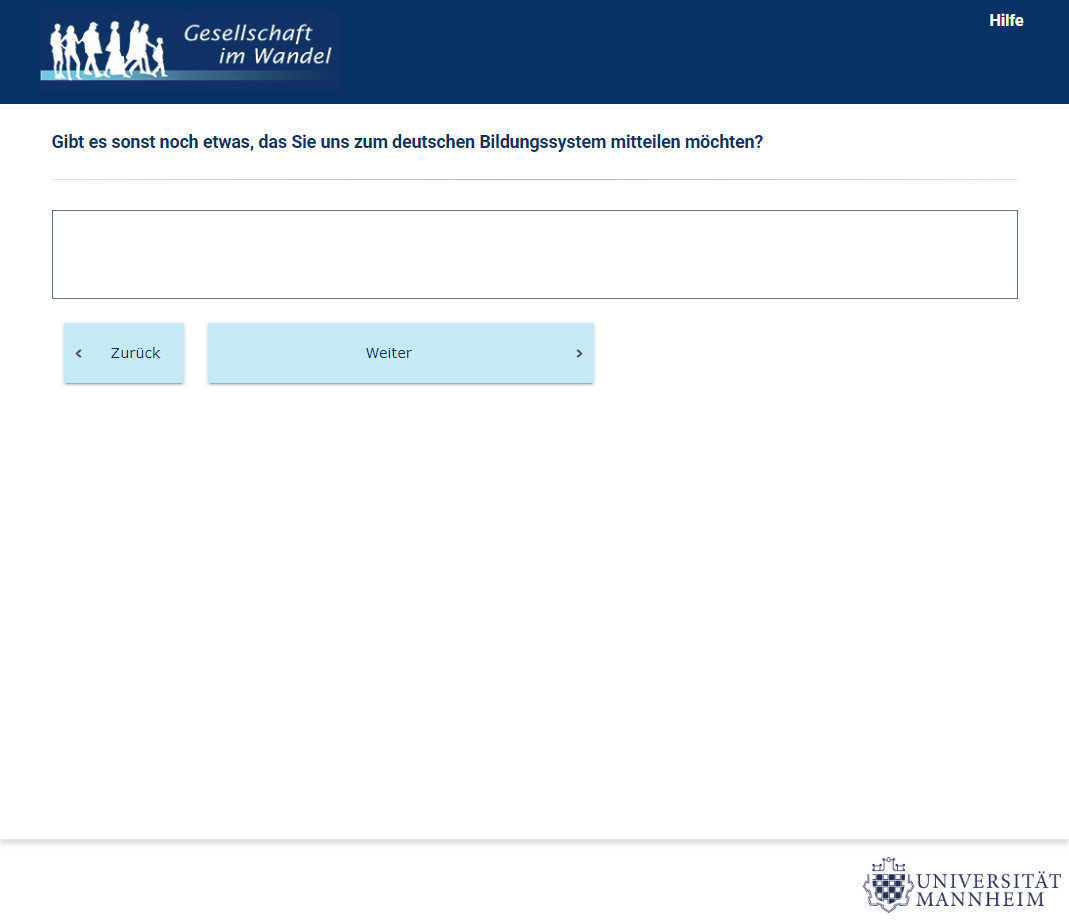 Gesellschaft
im Wandel
Hilfe
Gibt es sonst noch etwas, das Sie uns zum deutschen Bildungssystem mitteilen möchten?
Zurück
Weiter
UNIVERSITÄT
MANNHEIM